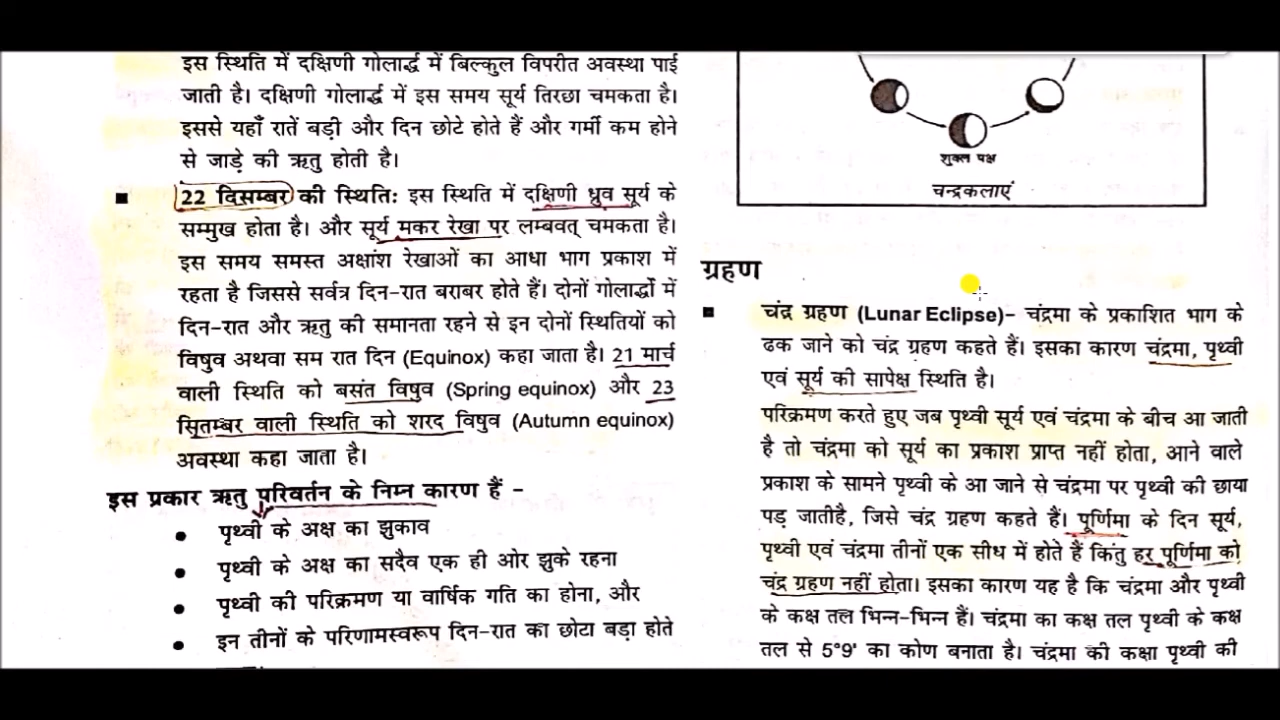 इस स्थिति में दक्षिणी गोलार्द्ध में बिल्कुल विपरीत अवस्था पाई
जाती है। दक्षिणी गोलार्द्ध में इस समय सूर्य तिरछा चमकता है।
इससे यहाँ रातें बड़ी और दिन छोटे होते हैं और गर्मी कम होने
से जाड़े की ऋतु होती है।
■ 22 दिसम्बर की स्थिति: इस स्थिति में दक्षिणी ध्रुव सूर्य के
सम्मुख होता है। और सूर्य मकर रेखा पर लम्बवत् चमकता है।
इस समय समस्त अक्षांश रेखाओं का आधा भाग प्रकाश में
रहता है जिससे सर्वत्र दिन-रात बराबर होते हैं। दोनों गोलार्द्धों में
दिन-रात और ऋतु की समानता रहने से इन दोनों स्थितियों को
विषुव अथवा सम रात दिन (Equinox) कहा जाता है। 21 मार्च
वाली स्थिति को बसंत विषुव (Spring equinox) और 23
सितम्बर वाली स्थिति को शरद विषुव (Autumn equinox)
अवस्था कहा जाता है।
इस प्रकार ऋतु परिवर्तन के निम्न कारण हैं -
• पृथ्वी के अक्ष का झुकाव
• पृथ्वी के अक्ष का सदैव एक ही ओर झुके रहना
• पृथ्वी की परिक्रमण या वार्षिक गति का होना, और
• इन तीनों के परिणामस्वरूप दिन-रात का छोटा बड़ा होते
शुक्ल पक्ष
चन्द्रकलाएं
ग्रहण
■ चंद्र ग्रहण (Lunar Eclipse)- चंद्रमा के प्रकाशित भाग के
ढक जाने को चंद्र ग्रहण कहते हैं। इसका कारण चंद्रमा, पृथ्वी
एवं सूर्य की सापेक्ष स्थिति है।
परिक्रमण करते हुए जब पृथ्वी सूर्य एवं चंद्रमा के बीच आ जाती
है तो चंद्रमा को सूर्य का प्रकाश प्राप्त नहीं होता, आने वाले
प्रकाश के सामने पृथ्वी के आ जाने से चंद्रमा पर पृथ्वी की छाया
पड़ जातीहै, जिसे चंद्र ग्रहण कहते हैं। पूर्णिमा के दिन सूर्य,
पृथ्वी एवं चंद्रमा तीनों एक सीध में होते हैं किंतु हर पूर्णिमा को
चंद्र ग्रहण नहीं होता। इसका कारण यह है कि चंद्रमा और पृथ्वी
के कक्ष तल भिन्न-भिन्न हैं। चंद्रमा का कक्ष तल पृथ्वी के कक्ष
तल से 5°9' का कोण बनाता है। चंद्रमा की कक्षा पृथ्वी की